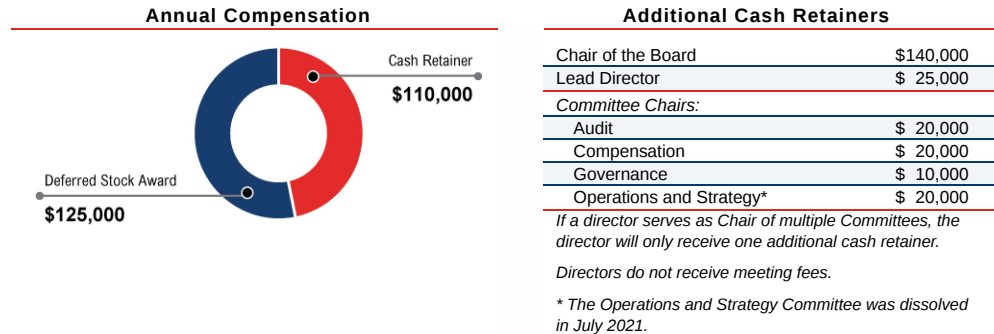 Annual Compensation
Cash Retainer
$110,000
Deferred Stock Award
$125,000
Additional Cash Retainers
Chair of the Board $140,000
Lead Director $ 25,000
Committee Chairs:
Audit $ 20,000
Compensation $ 20,000
Governance $ 10,000
Operations and Strategy* $ 20,000
If a director serves as Chair of multiple Committees, the
director will only receive one additional cash retainer.
Directors do not receive meeting fees.
* The Operations and Strategy Committee was dissolved
in July 2021.